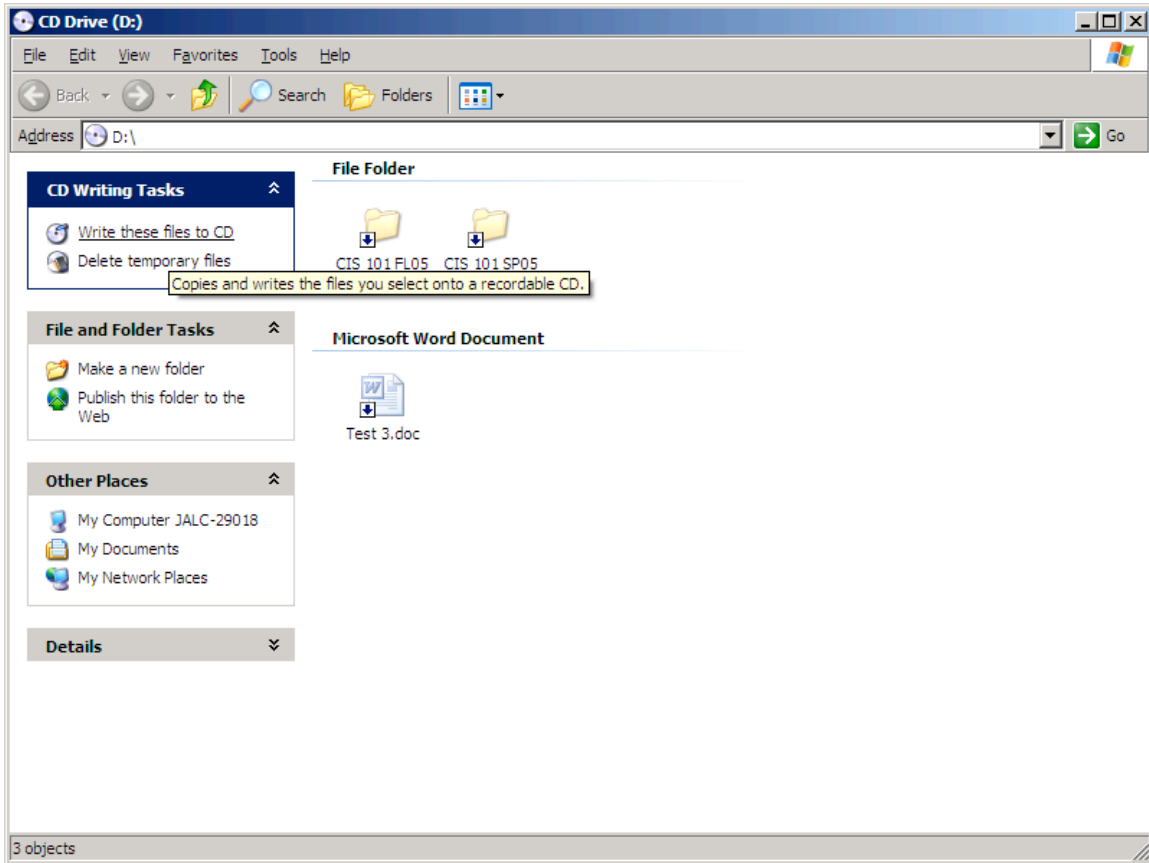 CD Drive (D:)
File Edit View Favorites Tools Help
Back Search Folders
Address D:\ Go
CD Writing Tasks
Write these files to CD
Delete temporary files
Copies and writes the files you select onto a recordable CD.
File and Folder Tasks
Make a new folder
Publish this folder to the
Web
Other Places
My Computer JALC-29018
My Documents
My Network Places
Details
File Folder
CIS 101 FL05 CIS 101 SP05
Microsoft Word Document
Test 3.doc
3 objects